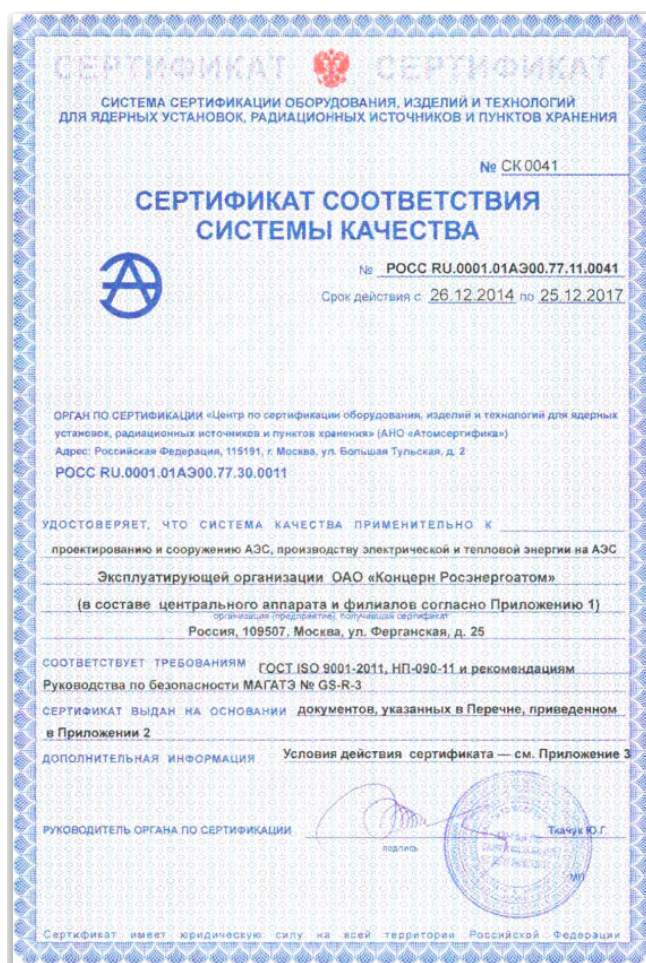 СЕРТИФИКАТ СЕРТИФИКАТ
СИСТЕМА СЕРТИФИКАЦИИ ОБОРУДОВАНИЯ, ИЗДЕЛИЙ И ТЕХНОЛОГИЙ
ДЛЯ ЯДЕРНЫХ УСТАНОВОК, РАДИАЦИОННЫХ ИСТОЧНИКОВ И ПУНКТОВ ХРАНЕНИЯ
№ СК 0041
СЕРТИФИКАТ СООТВЕТСТВИЯ
СИСТЕМЫ КАЧЕСТВА
№ РОСС RU.0001.01АЭ00.77.11.0041
Срок действия с 26.12.2014 по 25.12.2017
ОРГАН ПО СЕРТИФИКАЦИИ «Центр по сертификации оборудования, изделий и технологий для ядерных
установок, радиационных источников и пунктов хранения» (АНО «Атомсертифика»)
Адрес: Российская Федерация, 115191, г. Москва, ул. Большая Тульская, д. 2
РОСС RU.0001.01АЭ00.77.30.0011
УДОСТОВЕРЯЕТ, ЧТО СИСТЕМА КАЧЕСТВА ПРИМЕНИТЕЛЬНО К
проектированию и сооружению АЭС, производству электрической и тепловой энергии на АЭС
Эксплуатирующей организации ОАО «Концерн Росэнергоатом»
(в составе центрального аппарата и филиалов согласно Приложению 1)
организация (предприятие), получившая сертификат
Россия, 109507, Москва, ул. Ферганская, д. 25
СООТВЕТСТВУЕТ ТРЕБОВАНИЯМ ГОСТ ISO 9001-2011, НП-090-11 и рекомендациям
Руководства по безопасности МАГАТЭ № GS-R-3
СЕРТИФИКАТ ВЫДАН НА ОСНОВАНИИ документов, указанных в Перечне, приведенном
в Приложении 2
ДОПОЛНИТЕЛЬНАЯ ИНФОРМАЦИЯ Условия действия сертификата — см. Приложение 3
РУКОВОДИТЕЛЬ ОРГАНА ПО СЕРТИФИКАЦИИ Ткачук Ю.Г.
подпись
МП
Сертификат имеет юридическую силу на всей территории Российской Федерации